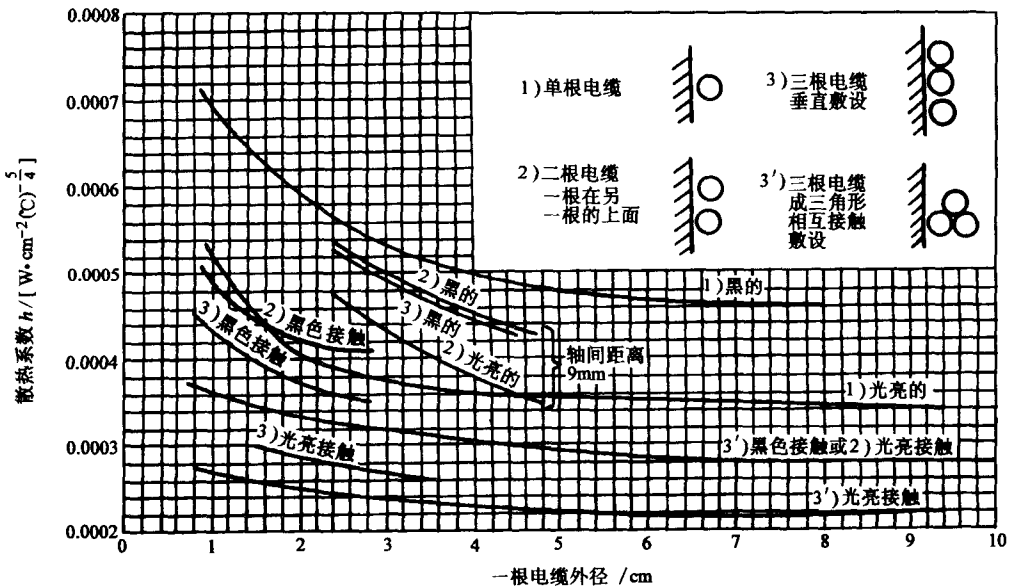 0.0008
0.0007
0.0006
0.0005
0.0004
0.0003
0.0002
散热系数 h / [ W·cm⁻²(℃)^{-5/4} ]
1)单根电缆
3)三根电缆
垂直敷设
2)二根电缆
一根在另
一根的上面
3')三根电缆
成三角形
相互接触
敷设
2)黑的
1)黑的
3)黑的
2)黑色接触
3)黑色接触
2)光亮的
轴间距离
9mm
1)光亮的
3)光亮接触
3')黑色接触或2)光亮接触
3')光亮接触
0 1 2 3 4 5 6 7 8 9 10
一根电缆外径 /cm